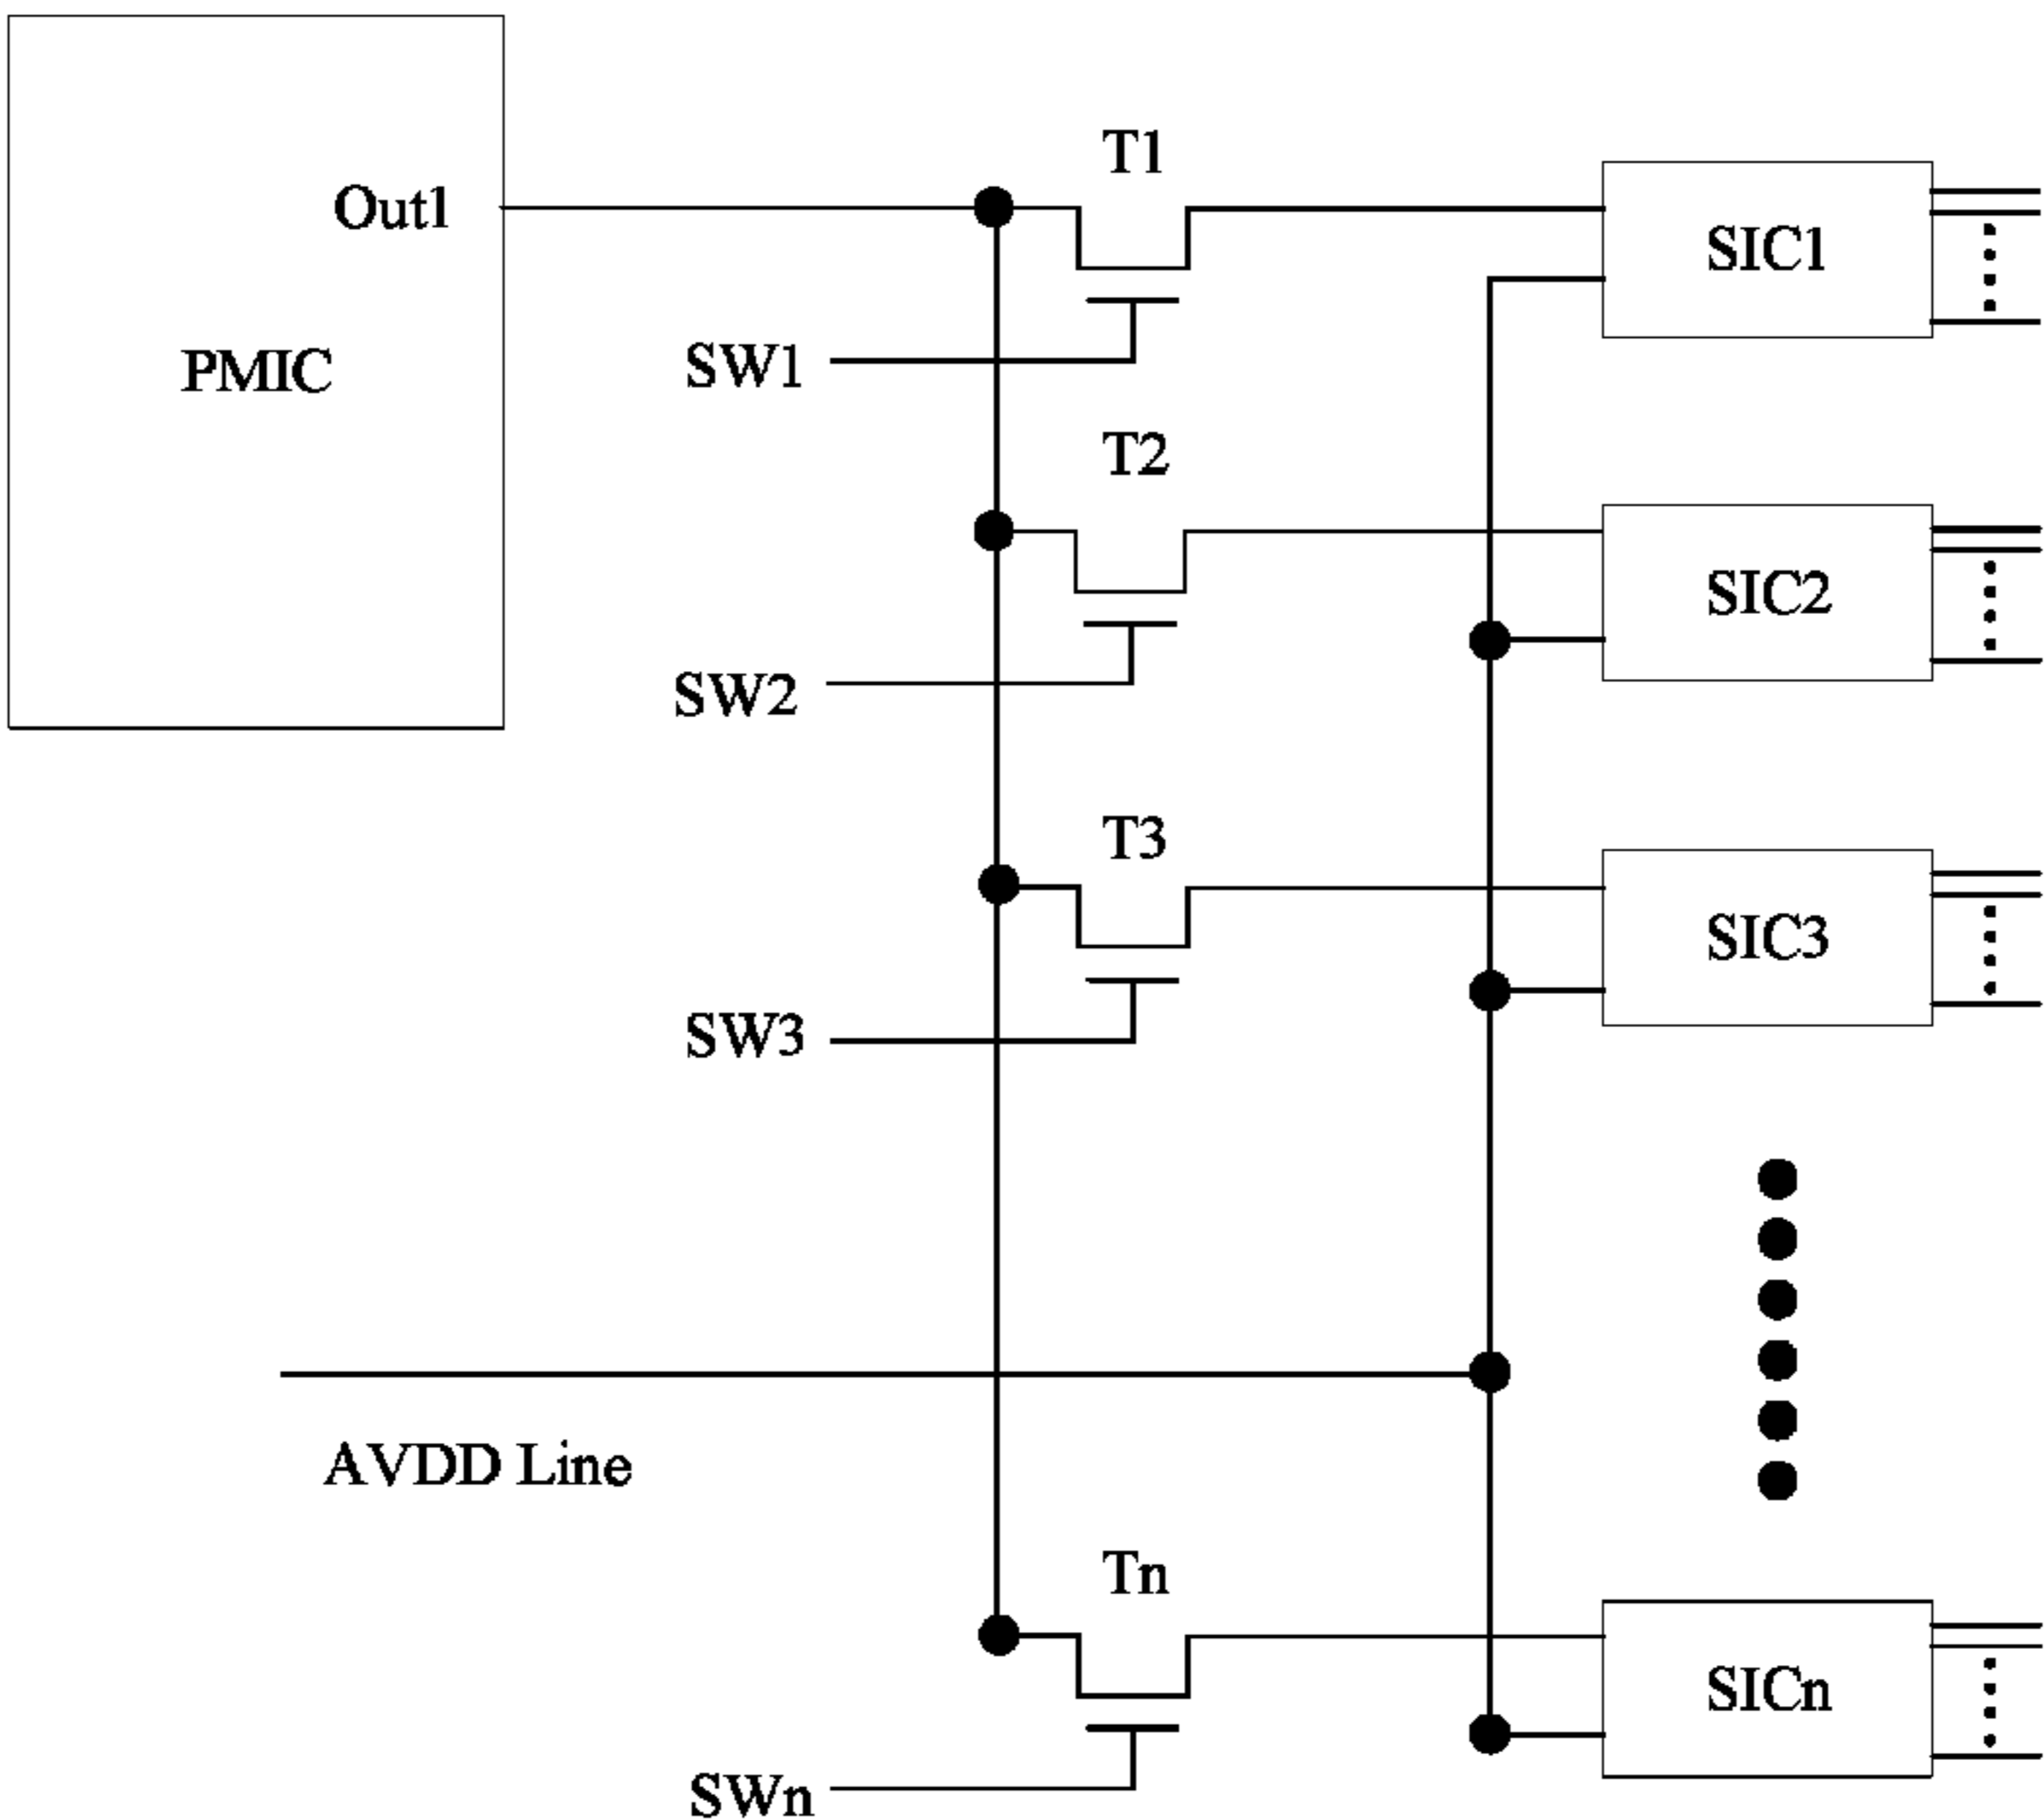 T1
Out1
SIC1
PMIC
SW1
T2
SIC2
SW2
T3
SIC3
SW3
AVDD Line
Tn
SICn
SWn